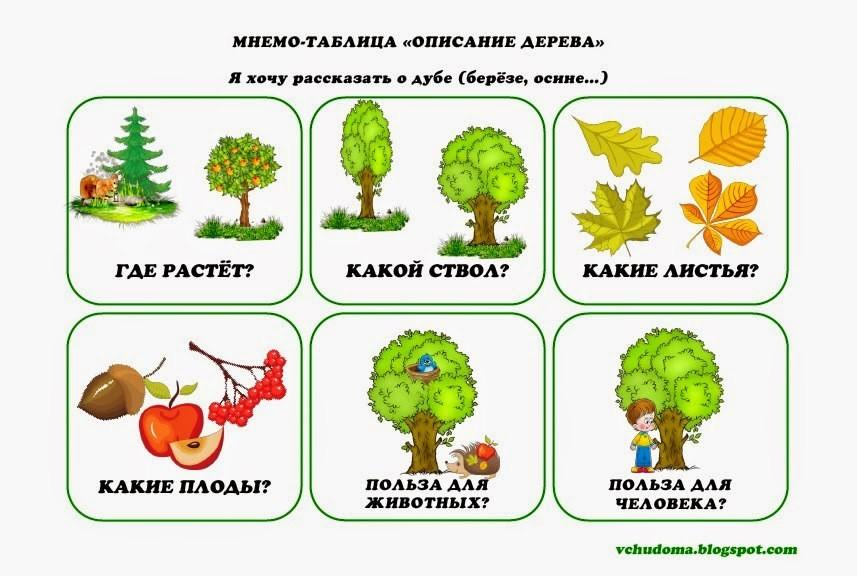 МНЕМО-ТАБЛИЦА «ОПИСАНИЕ ДЕРЕВА»
Я хочу рассказать о дубе (берёзе, осине...)
ГДЕ РАСТЁТ?
КАКОЙ СТВОЛ?
КАКИЕ ЛИСТЬЯ?
КАКИЕ ПЛОДЫ?
ПОЛЬЗА ДЛЯ
ЖИВОТНЫХ?
ПОЛЬЗА ДЛЯ
ЧЕЛОВЕКА?
vchudoma.blogspot.com